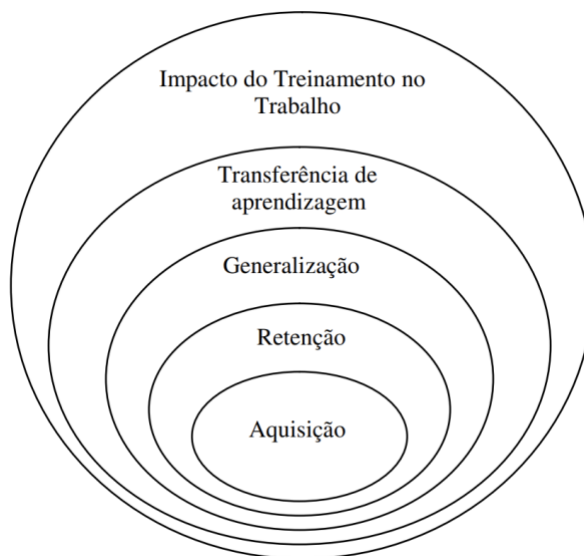 Impacto do Treinamento no
Trabalho
Transferência de
aprendizagem
Generalização
Retenção
Aquisição